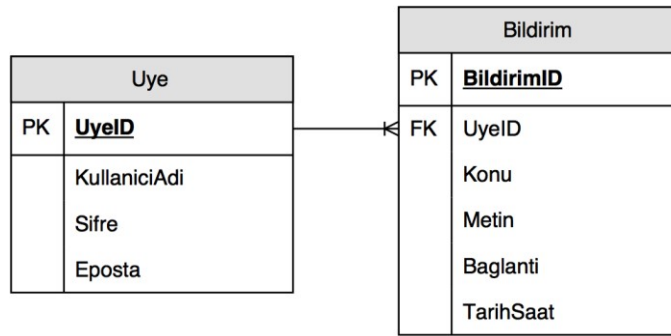 Uye
PK UyeID
KullaniciAdi
Sifre
Eposta
Bildirim
PK BildirimID
FK UyeID
Konu
Metin
Baglanti
TarihSaat